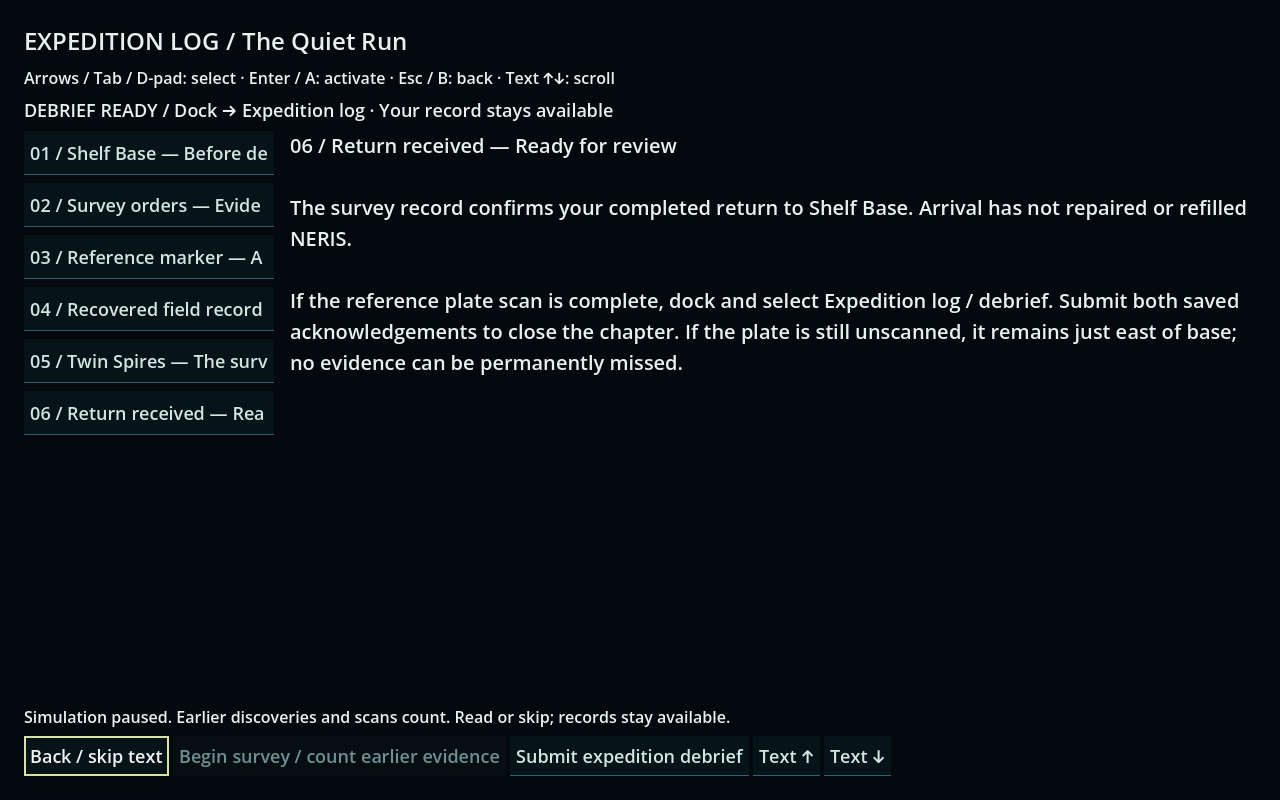 EXPEDITION LOG / The Quiet Run
Arrows / Tab / D-pad: select · Enter / A: activate · Esc / B: back · Text ↑↓: scroll
DEBRIEF READY / Dock → Expedition log · Your record stays available
01 / Shelf Base — Before de
02 / Survey orders — Evide
03 / Reference marker — A
04 / Recovered field record
05 / Twin Spires — The surv
06 / Return received — Rea
06 / Return received — Ready for review
The survey record confirms your completed return to Shelf Base. Arrival has not repaired or refilled
NERIS.
If the reference plate scan is complete, dock and select Expedition log / debrief. Submit both saved
acknowledgements to close the chapter. If the plate is still unscanned, it remains just east of base;
no evidence can be permanently missed.
Simulation paused. Earlier discoveries and scans count. Read or skip; records stay available.
Back / skip text
Begin survey / count earlier evidence
Submit expedition debrief
Text ↑
Text ↓